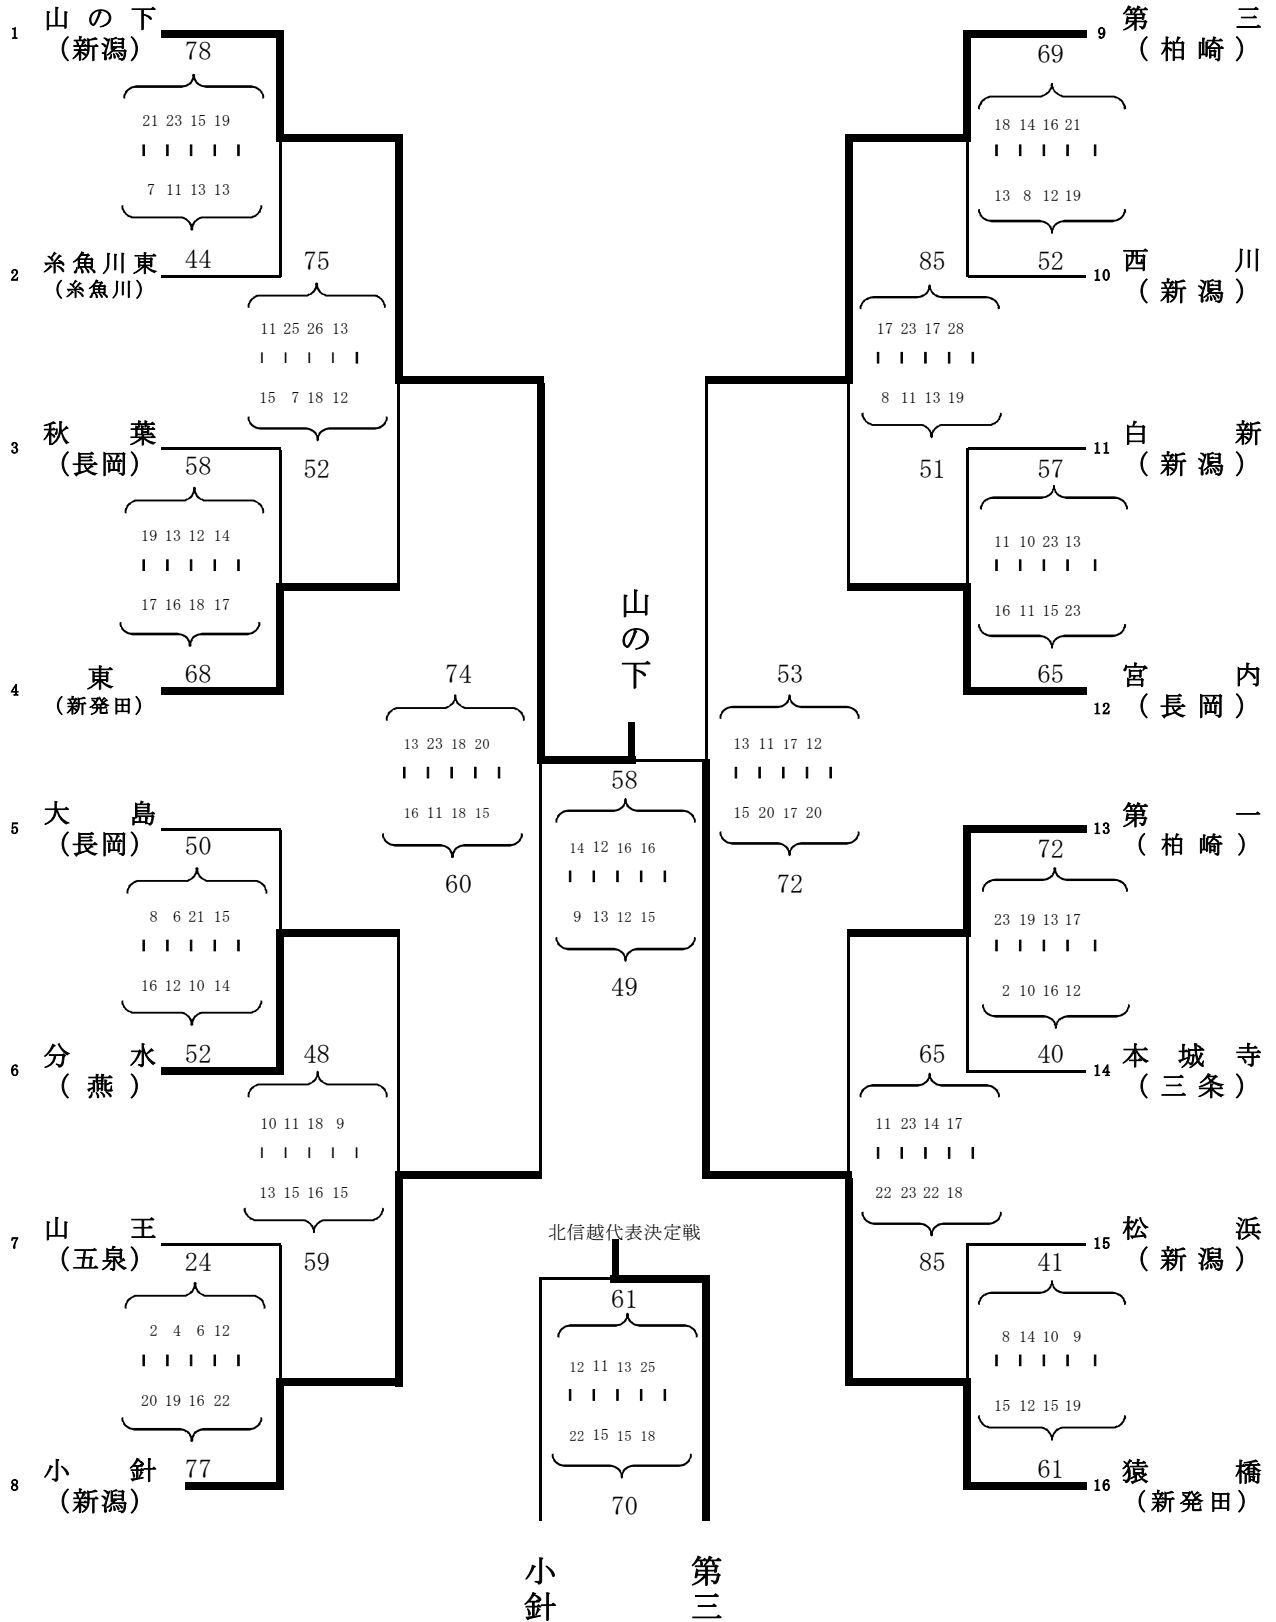 1 山の下
(新潟)
78
21 23 15 19
7 11 13 13
44
2 糸魚川東
(糸魚川)
75
11 25 26 13
15 7 18 12
52
3 秋葉
(長岡)
58
19 13 12 14
17 16 18 17
68
4 東
(新発田)
74
13 23 18 20
16 11 18 15
60
5 大島
(長岡)
50
8 6 21 15
16 12 10 14
52
6 分水
(燕)
48
10 11 18 9
13 15 16 15
59
7 山王
(五泉)
24
2 4 6 12
20 19 16 22
77
8 小針
(新潟)
山の下
58
14 12 16 16
9 13 12 15
49
北信越代表決定戦
61
12 11 13 25
22 15 15 18
70
小針
第三
9 第三
(柏崎)
69
18 14 16 21
13 8 12 19
52
10 西川
(新潟)
85
17 23 17 28
8 11 13 19
51
11 白新
(新潟)
57
11 10 23 13
16 11 15 23
65
12 宮内
(長岡)
53
13 11 17 12
15 20 17 20
72
13 第一
(柏崎)
72
23 19 13 17
2 10 16 12
40
14 本城寺
(三条)
65
11 23 14 17
22 23 22 18
85
15 松浜
(新潟)
41
8 14 10 9
15 12 15 19
61
16 猿橋
(新発田)